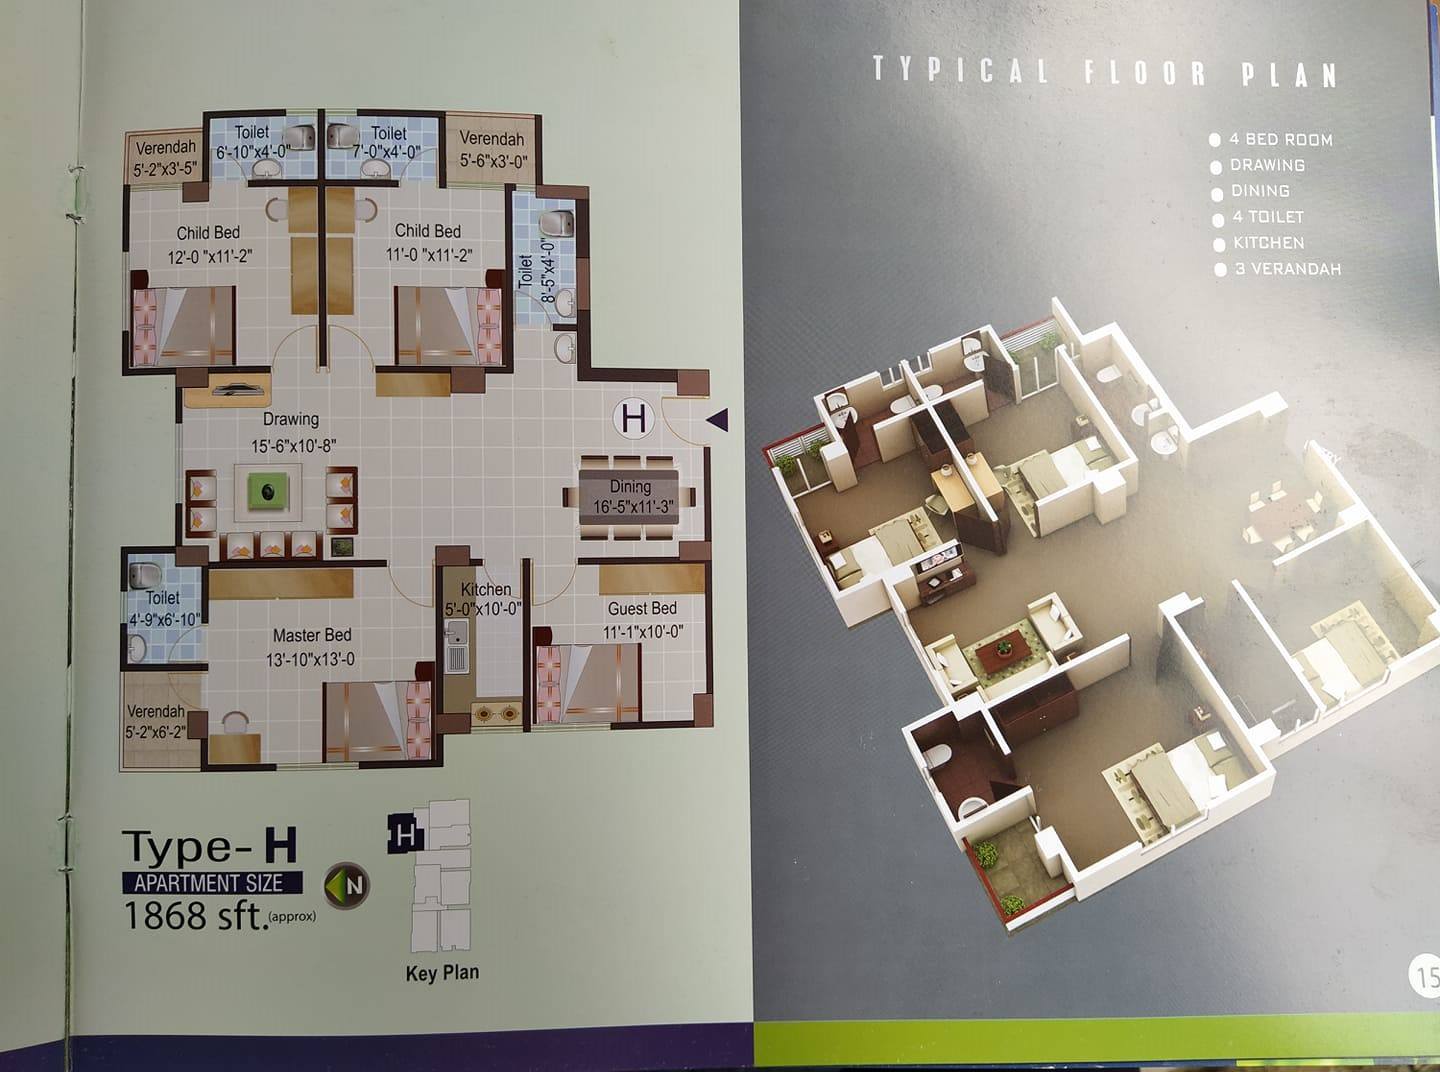 Verendah
5'-2"x3'-5"
Toilet
6'-10"x4'-0"
Toilet
7'-0"x4'-0"
Verendah
5'-6"x3'-0"
Child Bed
12'-0 "x11'-2"
Child Bed
11'-0 "x11'-2"
Toilet
8'-5"x4'-0"
Drawing
15'-6"x10'-8"
H
Dining
16'-5"x11'-3"
Toilet
4'-9"x6'-10"
Master Bed
13'-10"x13'-0
Kitchen
5'-0"x10'-0"
Guest Bed
11'-1"x10'-0"
Verendah
5'-2"x6'-2"
Type-H
APARTMENT SIZE
1868 sft.(approx)
N
H
Key Plan
TYPICAL FLOOR PLAN
4 BED ROOM
DRAWING
DINING
4 TOILET
KITCHEN
3 VERANDAH
15